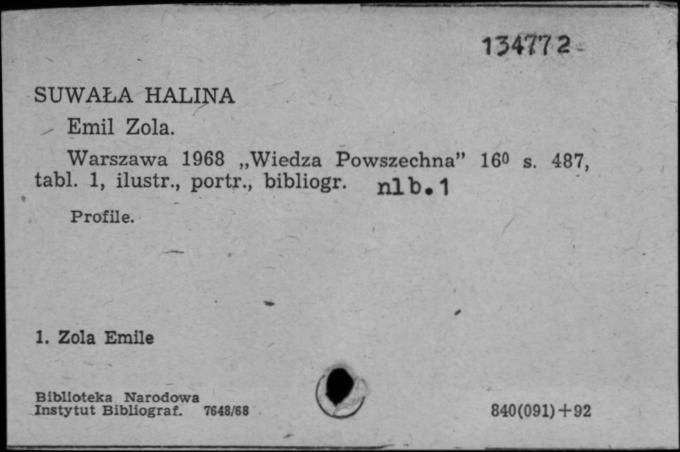 134772
SUWAŁA HALINA
Emil Zola.
Warszawa 1968 „Wiedza Powszechna” 16⁰ s. 487,
tabl. 1, ilustr., portr., bibliogr. nlb.1
Profile.
1. Zola Emile
Biblioteka Narodowa
Instytut Bibliograf. 7648/68
840(091)+92